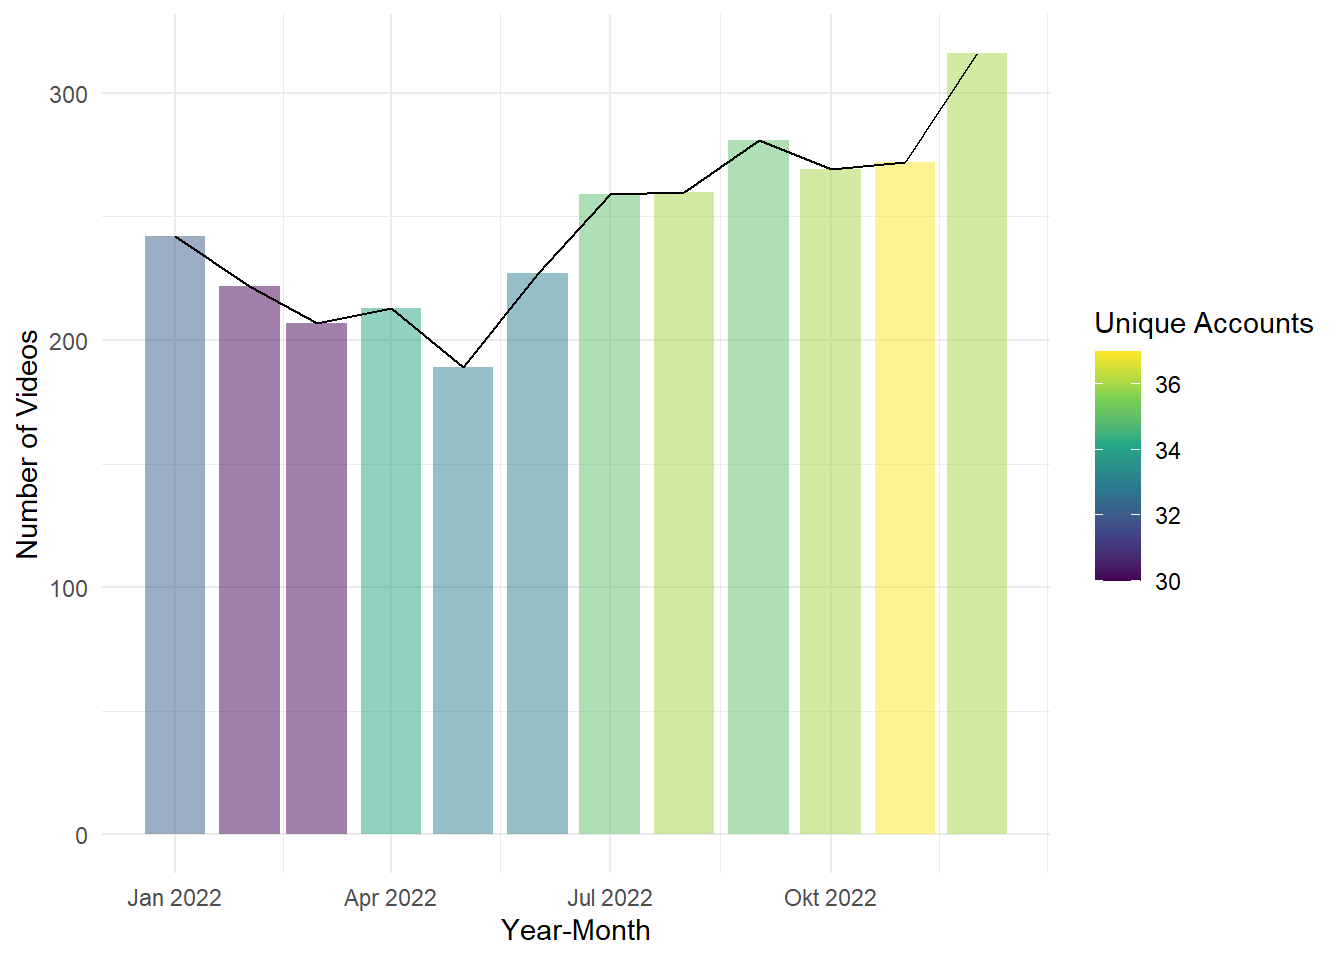 Number of Videos
300
200
100
0
Jan 2022
Apr 2022
Jul 2022
Okt 2022
Year-Month
Unique Accounts
36
34
32
30